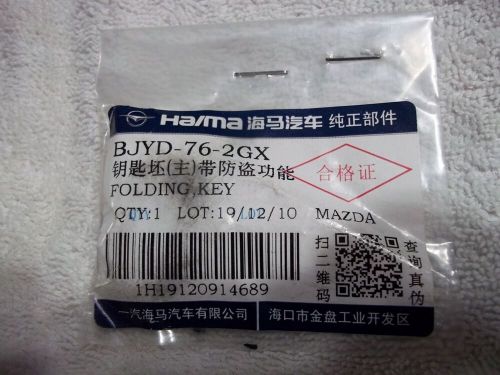 Haima 海马汽车 纯正部件
BJYD-76-2GX
钥匙坯(主)带防盗功能
合格证
FOLDING KEY
QTY:1 LOT:19/12/10 MAZDA
扫二维码
查询真伪
1H19120914689
一汽海马汽车有限公司 海口市金盘工业开发区